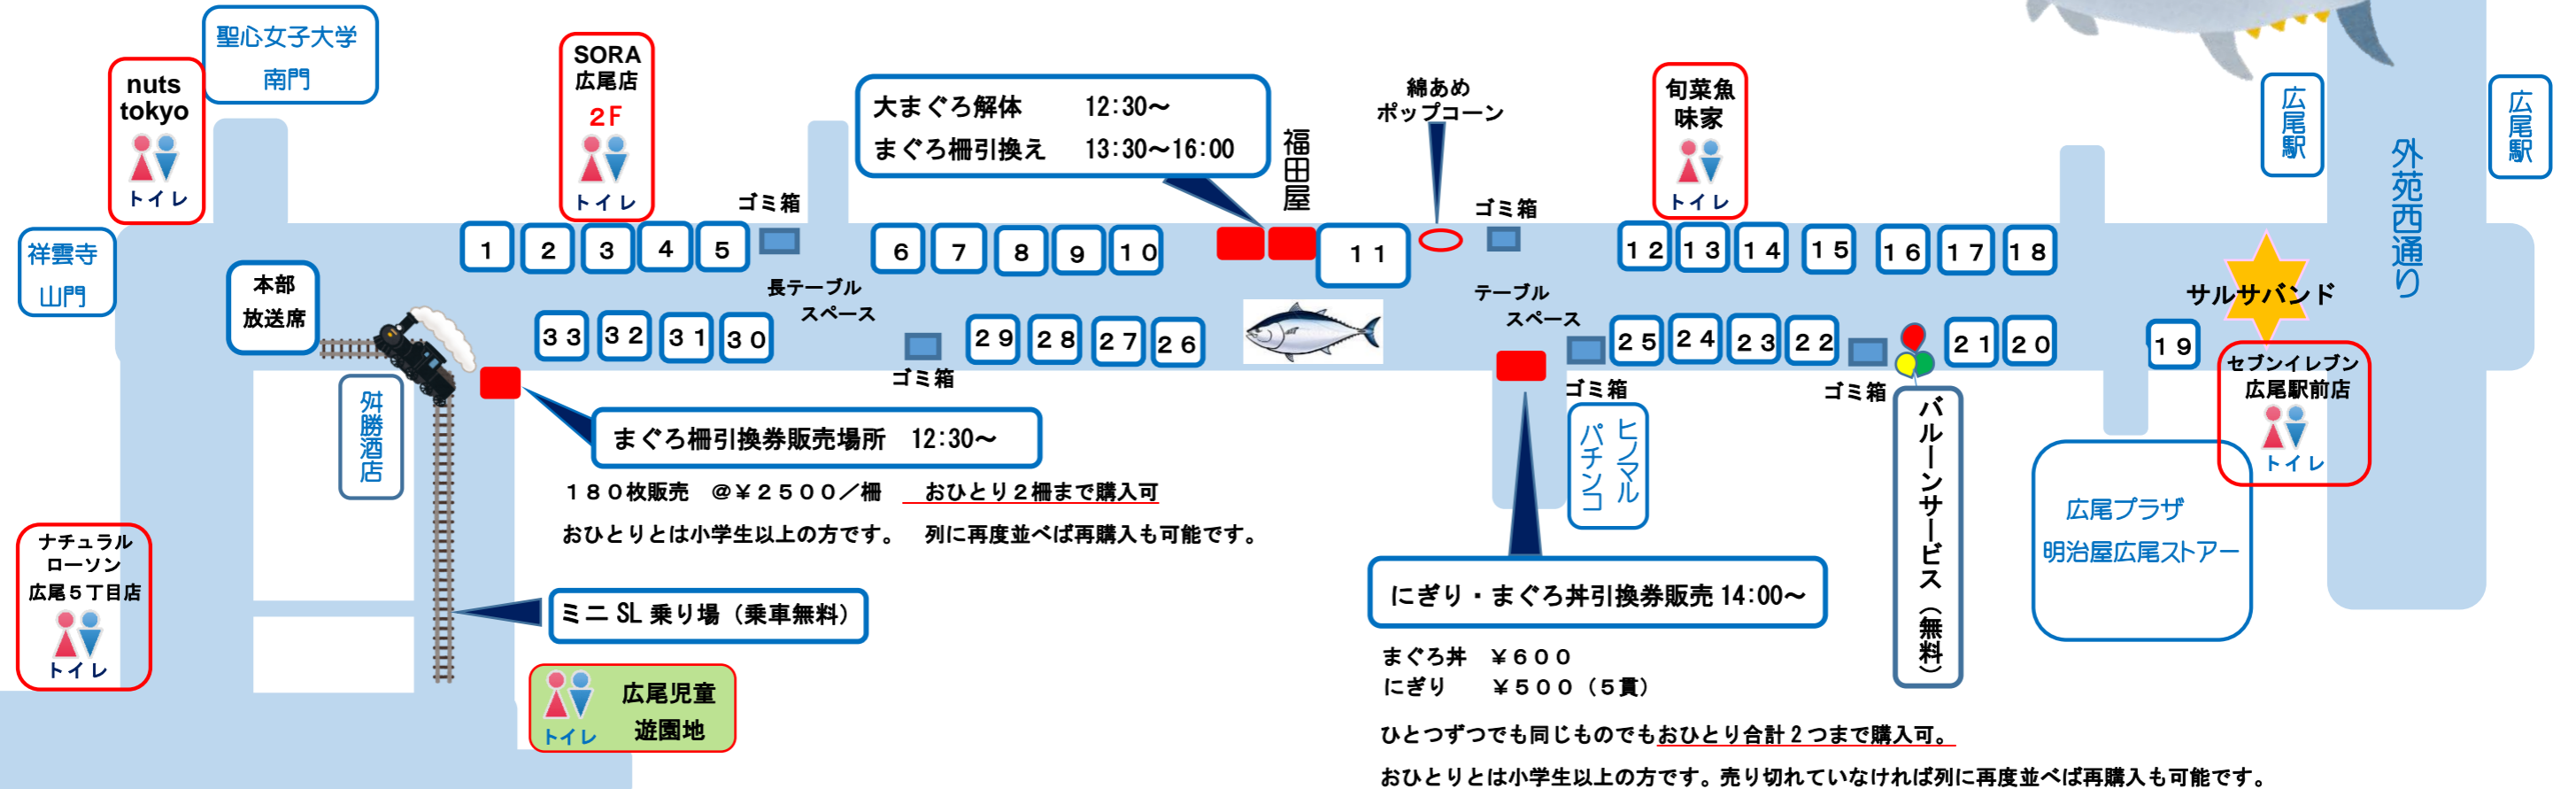 聖心女子大学
南門
nuts
tokyo
トイレ
SORA
広尾店
２F
トイレ
大まぐろ解体　12:30～
まぐろ柵引換え　13:30～16:00
福田屋
綿あめ
ポップコーン
旬菜魚
味家
トイレ
広尾駅
広尾駅
外苑西通り
祥雲寺
山門
本部
放送席
1
2
3
4
5
ゴミ箱
長テーブル
スペース
6
7
8
9
10
11
ゴミ箱
12
13
14
15
16
17
18
サルサバンド
33
32
31
30
ゴミ箱
29
28
27
26
テーブル
スペース
ゴミ箱
25
24
23
22
ゴミ箱
21
20
19
セブンイレブン
広尾駅前店
トイレ
舛勝酒店
まぐろ柵引換券販売場所　12:30～
１８０枚販売　＠￥２５００／柵　おひとり２柵まで購入可
おひとりとは小学生以上の方です。　列に再度並べば再購入も可能です。
ヒノマル
パチンコ
バルーンサービス（無料）
広尾プラザ
明治屋広尾ストアー
ナチュラル
ローソン
広尾５丁目店
トイレ
ミニ SL 乗り場（乗車無料）
トイレ
広尾児童
遊園地
にぎり・まぐろ丼引換券販売 14:00～
まぐろ丼　￥６００
にぎり　￥５００（５貫）
ひとつずつでも同じものでもおひとり合計２つまで購入可。
おひとりとは小学生以上の方です。売り切れていなければ列に再度並べば再購入も可能です。